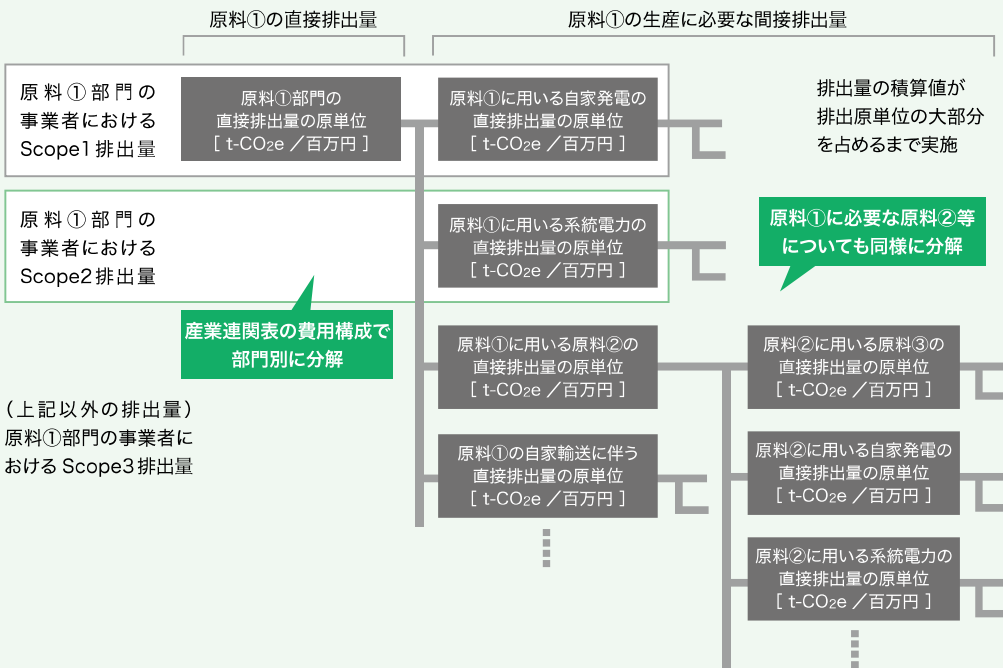 原料①の直接排出量
原料①の生産に必要な間接排出量
原料①部門の
事業者における
Scope1排出量
原料①部門の
直接排出量の原単位
[ t-CO₂e ／百万円 ]
原料①に用いる自家発電の
直接排出量の原単位
[ t-CO₂e ／百万円 ]
排出量の積算値が
排出原単位の大部分
を占めるまで実施
原料①部門の
事業者における
Scope2排出量
原料①に用いる系統電力の
直接排出量の原単位
[ t-CO₂e ／百万円 ]
原料①に必要な原料②等
についても同様に分解
産業連関表の費用構成で
部門別に分解
原料①に用いる原料②の
直接排出量の原単位
[ t-CO₂e ／百万円 ]
原料②に用いる原料③の
直接排出量の原単位
[ t-CO₂e ／百万円 ]
（上記以外の排出量）
原料①部門の事業者に
おけるScope3排出量
原料①の自家輸送に伴う
直接排出量の原単位
[ t-CO₂e ／百万円 ]
原料②に用いる自家発電の
直接排出量の原単位
[ t-CO₂e ／百万円 ]
原料②に用いる系統電力の
直接排出量の原単位
[ t-CO₂e ／百万円 ]